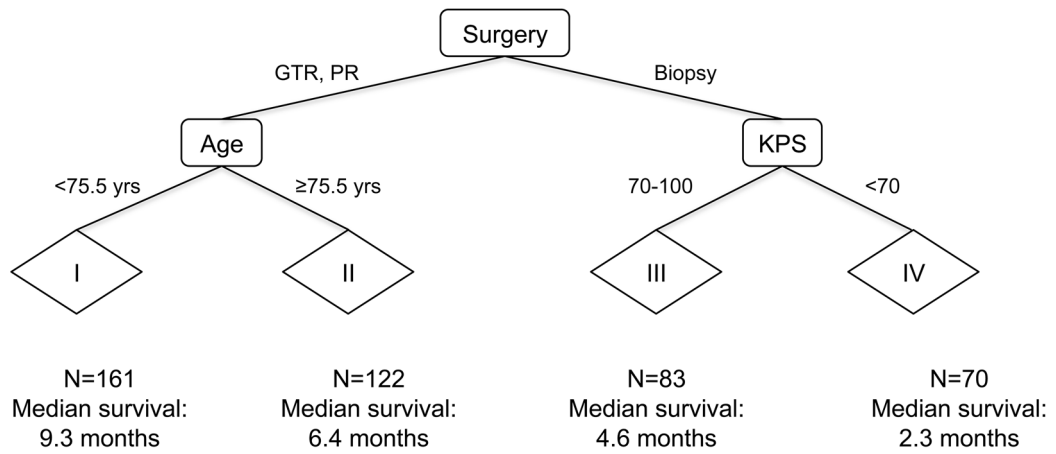 Surgery
GTR, PR
Biopsy
Age
KPS
<75.5 yrs
≥75.5 yrs
70-100
<70
I
II
III
IV
N=161
Median survival:
9.3 months
N=122
Median survival:
6.4 months
N=83
Median survival:
4.6 months
N=70
Median survival:
2.3 months